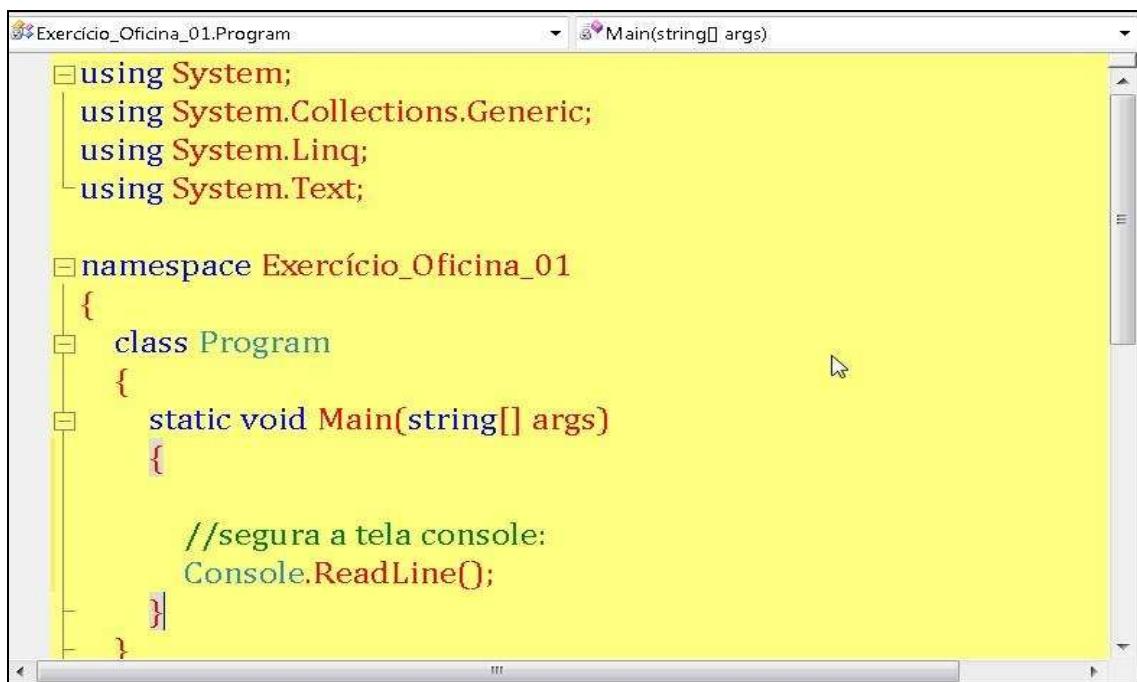 Exercício_Oficina_01.Program
Main(string[] args)
using System;
using System.Collections.Generic;
using System.Linq;
using System.Text;
namespace Exercício_Oficina_01
{
class Program
{
static void Main(string[] args)
{
//segura a tela console:
Console.ReadLine();
}
}